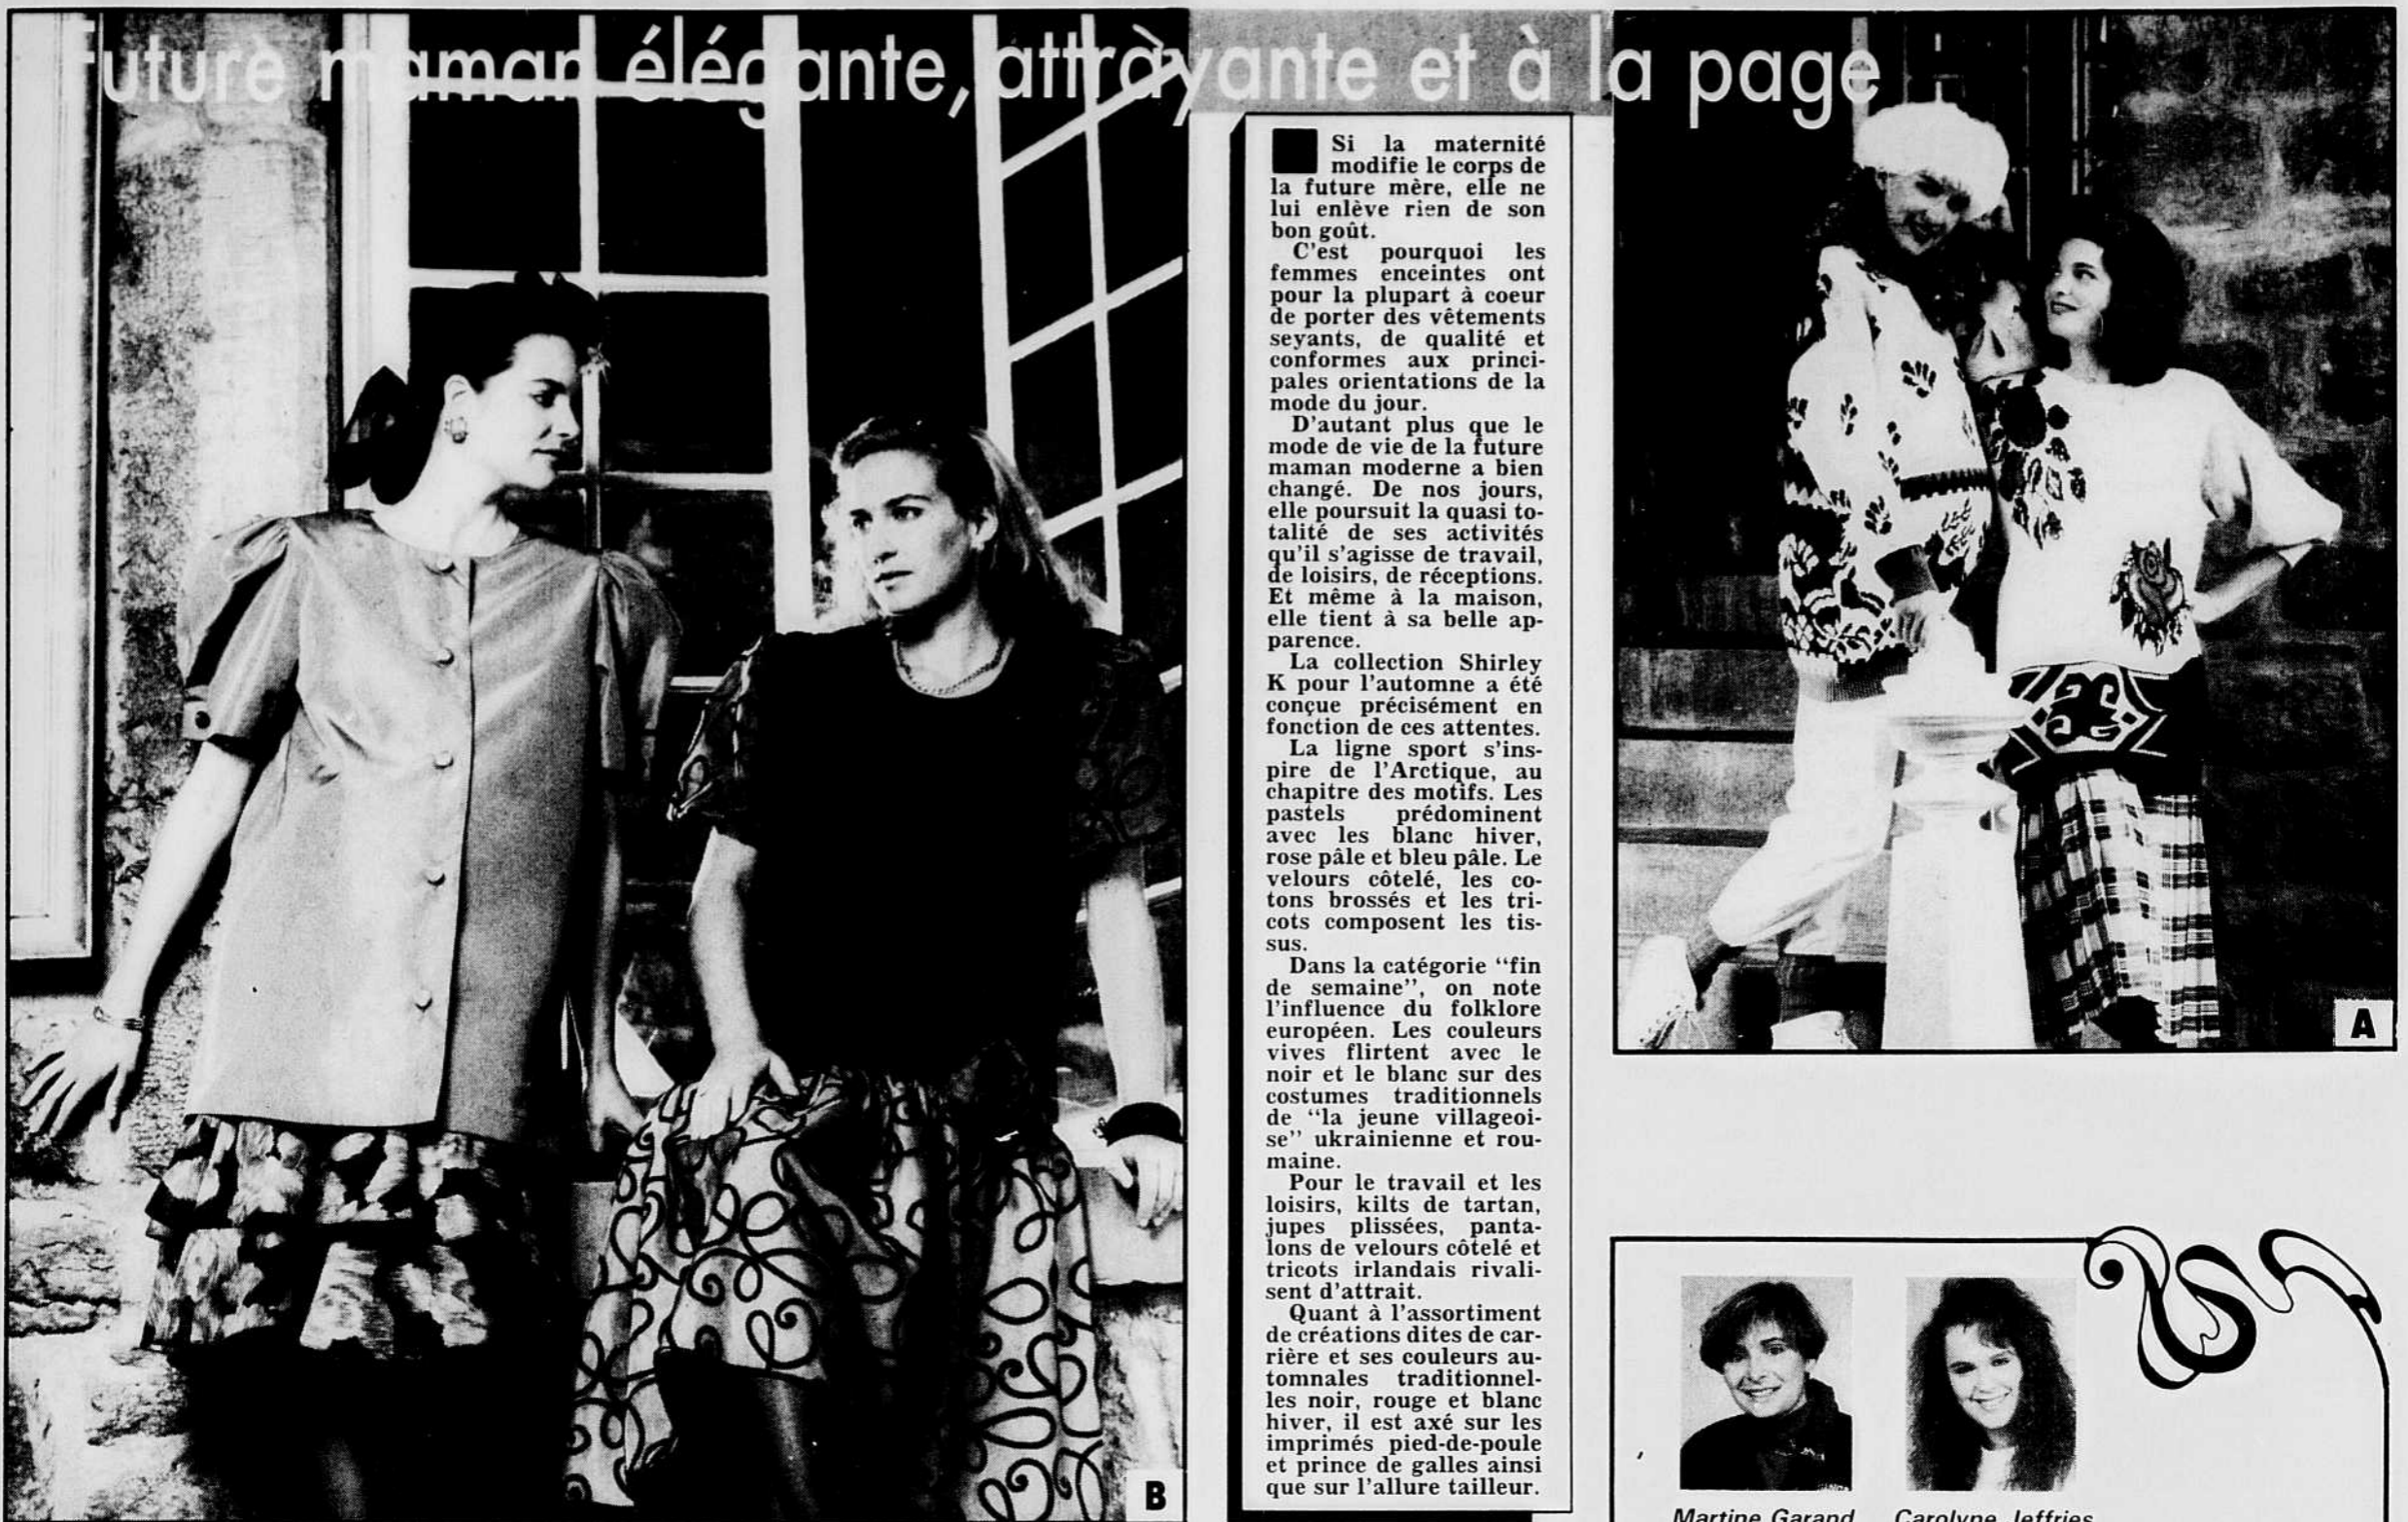 Future maman élégante, attrayante et à la page
Si la maternité
modifie le corps de
la future mère, elle ne
lui enlève rien de son
bon goût.
C'est pourquoi les
femmes enceintes ont
pour la plupart à coeur
de porter des vêtements
seyants, de qualité et
conformes aux princi-
pales orientations de la
mode du jour.
D'autant plus que le
mode de vie de la future
maman moderne a bien
changé. De nos jours,
elle poursuit la quasi to-
talité de ses activités
qu'il s'agisse de travail,
de loisirs, de réceptions.
Et même à la maison,
elle tient à sa belle ap-
parence.
La collection Shirley
K pour l'automne a été
conçue précisément en
fonction de ces attentes.
La ligne sport s'ins-
pire de l'Arctique, au
chapitre des motifs. Les
pastels prédominent
avec les blanc hiver,
rose pâle et bleu pâle. Le
velours côtelé, les co-
tons brossés et les tri-
cots composent les tis-
sus.
Dans la catégorie "fin
de semaine", on note
l'influence du folklore
européen. Les couleurs
vives flirtent avec le
noir et le blanc sur des
costumes traditionnels
de "la jeune villageoi-
se" ukrainienne et rou-
maine.
Pour le travail et les
loisirs, kilts de tartan,
jupes plissées, panta-
lons de velours côtelé et
tricots irlandais rivali-
sent d'attrait.
Quant à l'assortiment
de créations dites de car-
rière et ses couleurs au-
tomnales traditionnel-
les noir, rouge et blanc
hiver, il est axé sur les
imprimés pied-de-poule
et prince de galles ainsi
que sur l'allure tailleur.
B
A
Martine Garand
Carolyne Jeffries